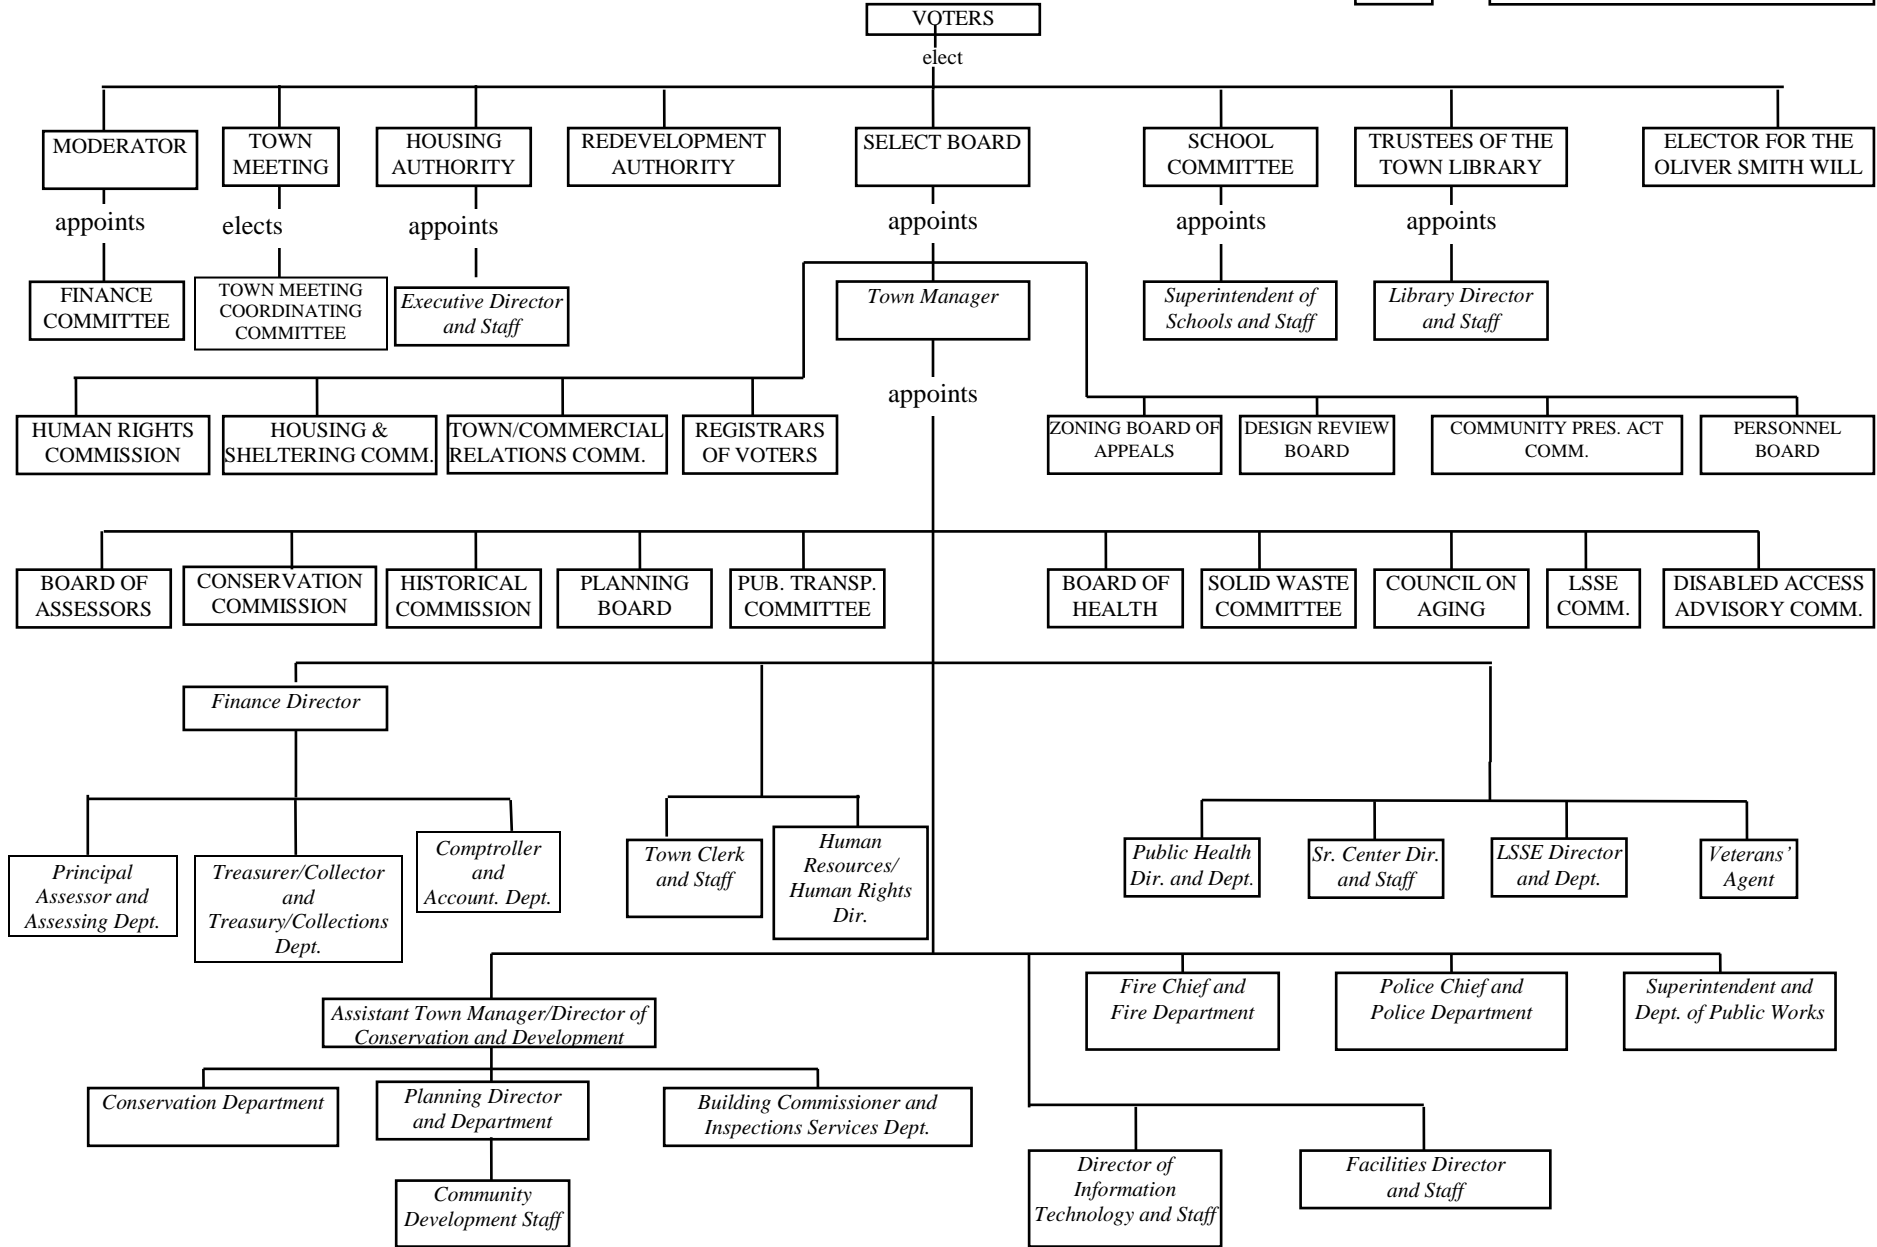 VOTERS
elect
MODERATOR
TOWN
MEETING
HOUSING
AUTHORITY
REDEVELOPMENT
AUTHORITY
SELECT BOARD
SCHOOL
COMMITTEE
TRUSTEES OF THE
TOWN LIBRARY
ELECTOR FOR THE
OLIVER SMITH WILL
appoints
elects
appoints
appoints
appoints
appoints
FINANCE
COMMITTEE
TOWN MEETING
COORDINATING
COMMITTEE
Executive Director
and Staff
Town Manager
Superintendent of
Schools and Staff
Library Director
and Staff
appoints
HUMAN RIGHTS
COMMISSION
HOUSING &
SHELTERING COMM.
TOWN/COMMERCIAL
RELATIONS COMM.
REGISTRARS
OF VOTERS
ZONING BOARD OF
APPEALS
DESIGN REVIEW
BOARD
COMMUNITY PRES. ACT
COMM.
PERSONNEL
BOARD
BOARD OF
ASSESSORS
CONSERVATION
COMMISSION
HISTORICAL
COMMISSION
PLANNING
BOARD
PUB. TRANSP.
COMMITTEE
BOARD OF
HEALTH
SOLID WASTE
COMMITTEE
COUNCIL ON
AGING
LSSE
COMM.
DISABLED ACCESS
ADVISORY COMM.
Finance Director
Principal
Assessor and
Assessing Dept.
Treasurer/Collector
and
Treasury/Collections
Dept.
Comptroller
and
Account. Dept.
Town Clerk
and Staff
Human
Resources/
Human Rights
Dir.
Public Health
Dir. and Dept.
Sr. Center Dir.
and Staff
LSSE Director
and Dept.
Veterans’
Agent
Assistant Town Manager/Director of
Conservation and Development
Fire Chief and
Fire Department
Police Chief and
Police Department
Superintendent and
Dept. of Public Works
Conservation Department
Planning Director
and Department
Building Commissioner and
Inspections Services Dept.
Community
Development Staff
Director of
Information
Technology and Staff
Facilities Director
and Staff